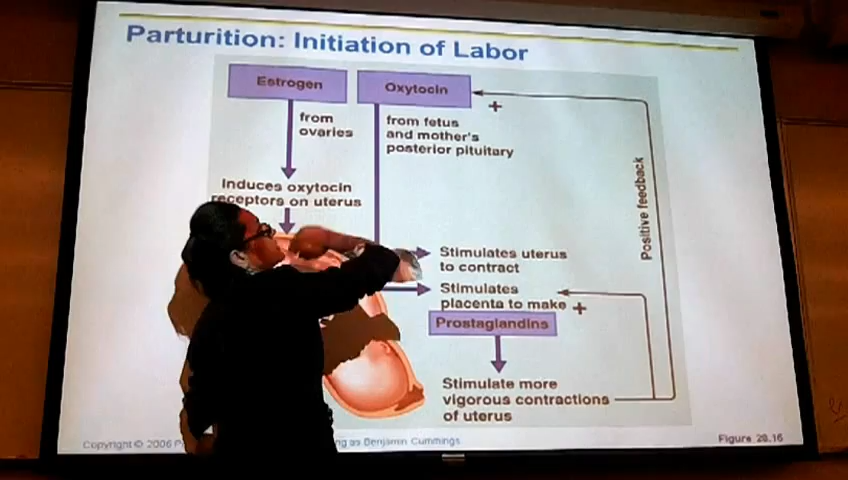 Parturition: Initiation of Labor
Estrogen
Oxytocin
+
from
ovaries
from fetus
and mother's
posterior pituitary
Induces oxytocin
receptors on uterus
Stimulates uterus
to contract
Stimulates
placenta to make
+
Prostaglandins
Stimulate more
vigorous contractions
of uterus
Positive feedback
Copyright © 2006 P
ng as Benjamin Cummings
Figure 28.16